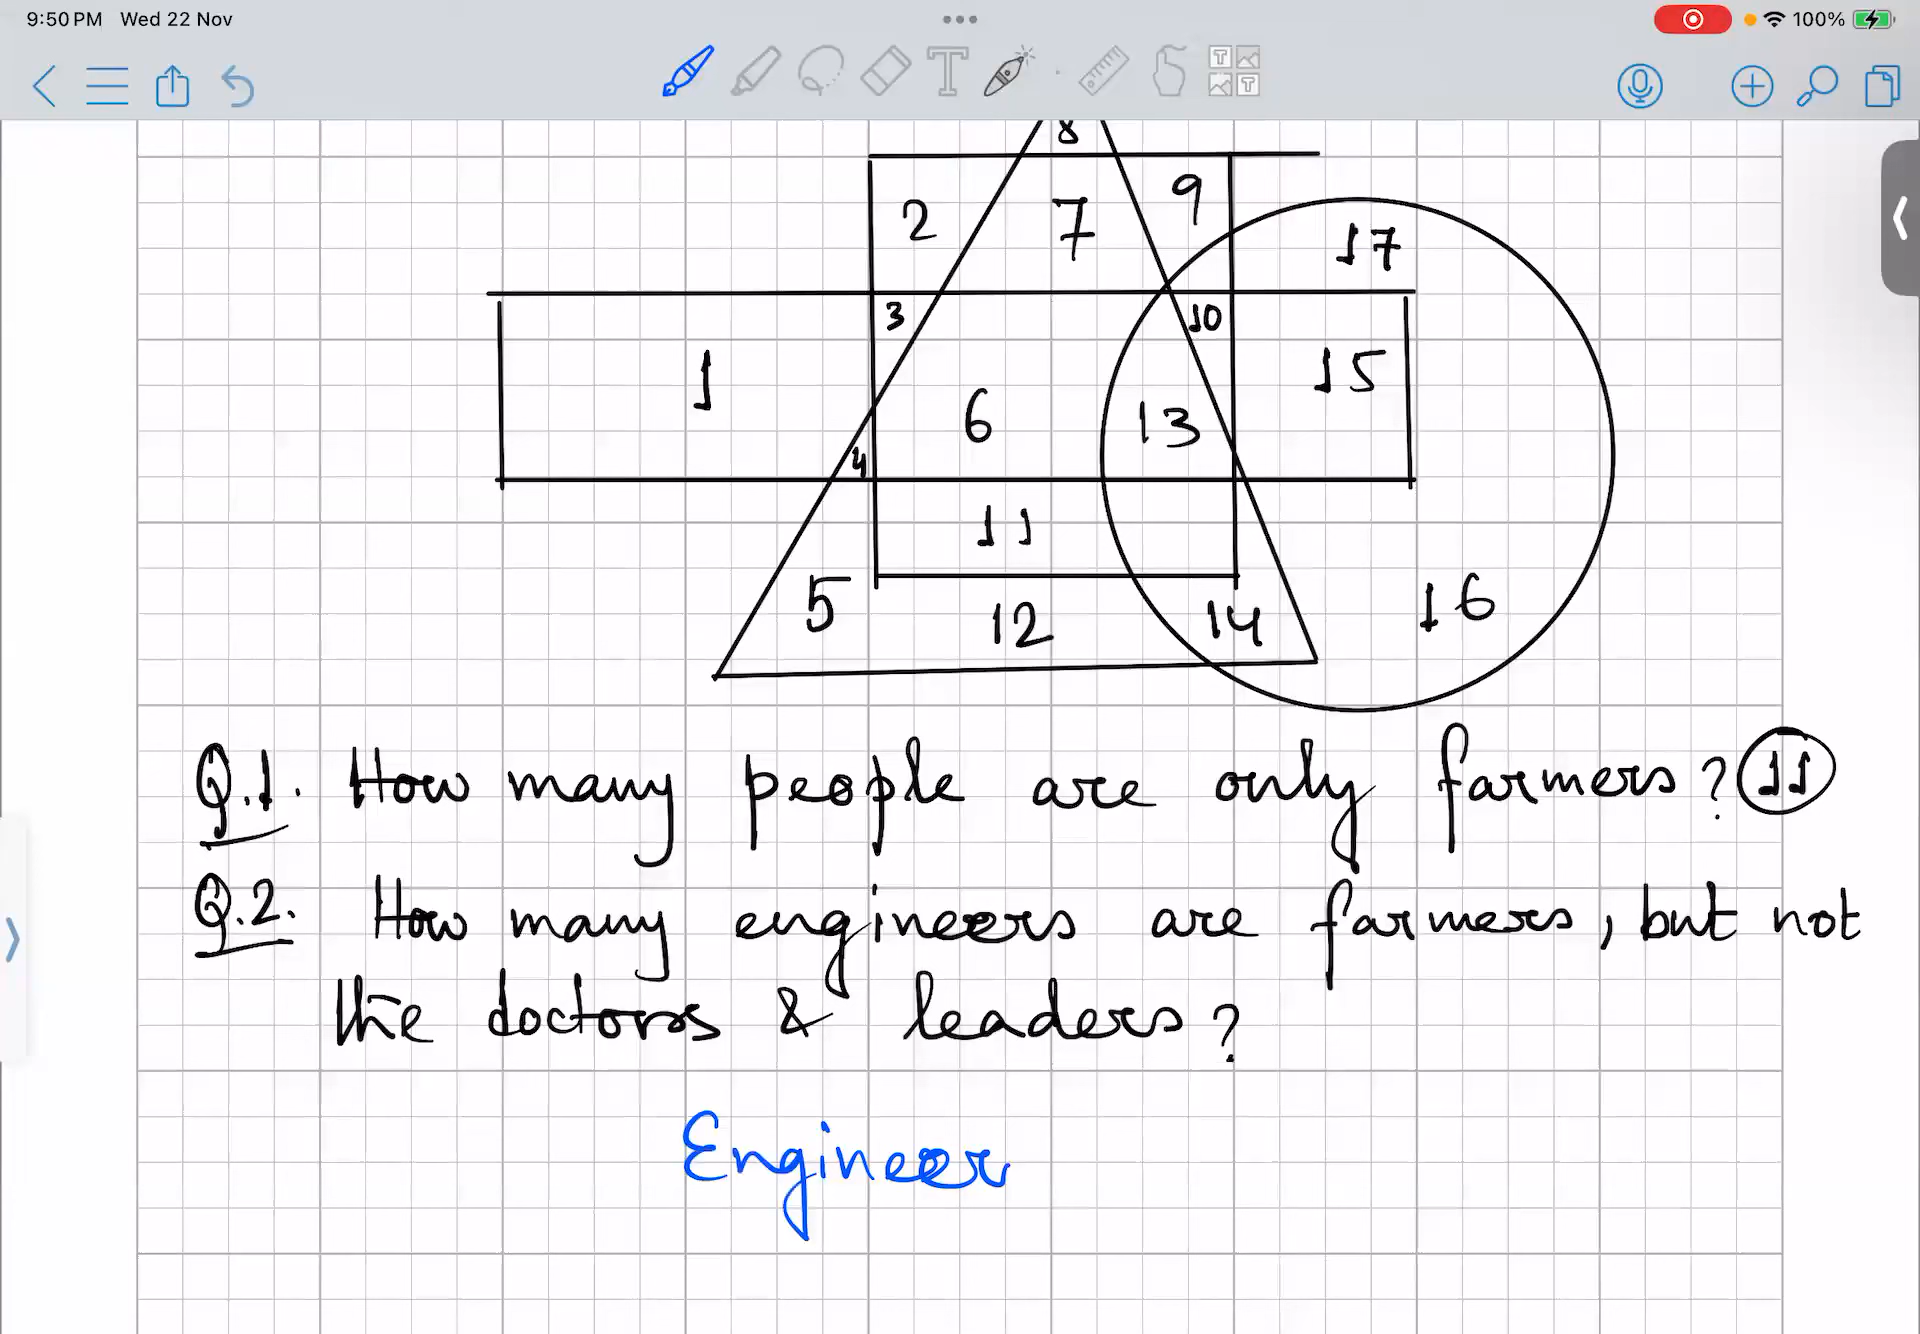 9:50 PM Wed 22 Nov
100%
8
2 7 9
17
3 10
1 15
6 13
4
11
5 12 14 16
Q.1. How many people are only farmers? 11
Q.2. How many engineers are farmers, but not
the doctors & leaders?
Engineer